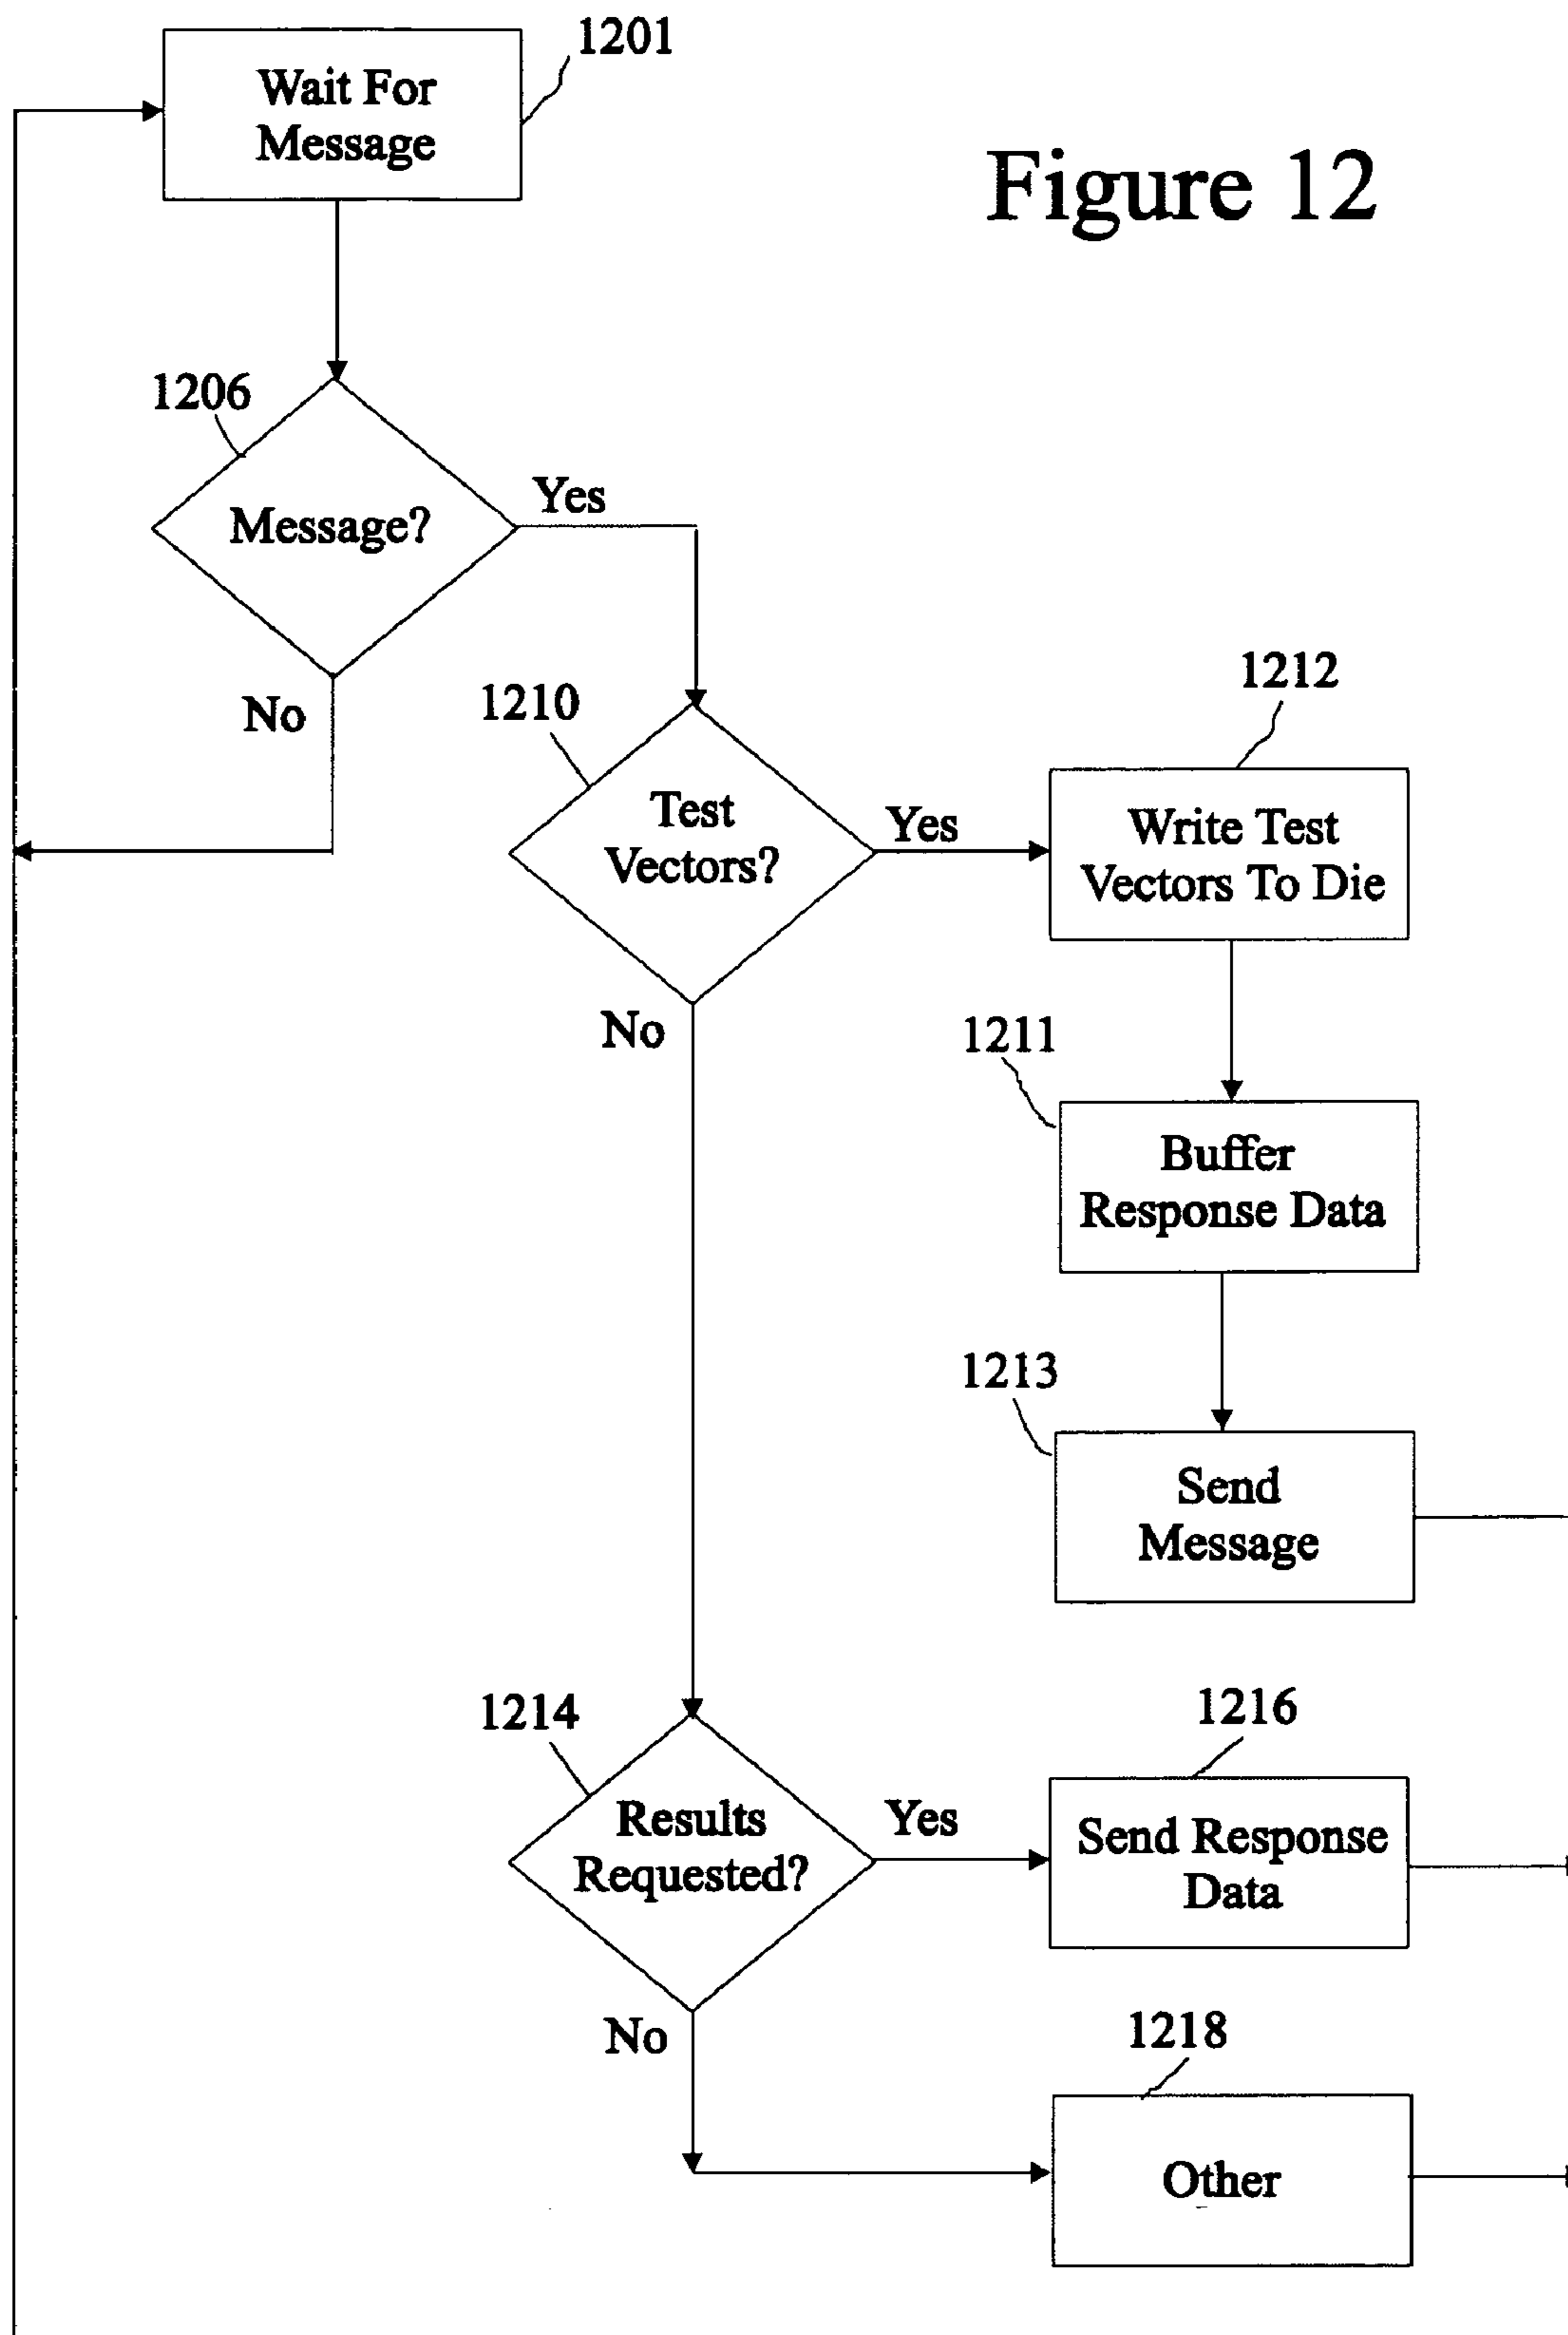 1201
Wait For
Message
Figure 12
1206
Message?
Yes
No
1210
Test
Vectors?
Yes
No
1212
Write Test
Vectors To Die
1211
Buffer
Response Data
1213
Send
Message
1214
Results
Requested?
Yes
No
1216
Send Response
Data
1218
Other